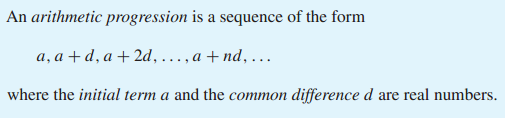 An arithmetic progression is a sequence of the form
a, a + d, a + 2d, . . . , a + nd, . . .
where the initial term a and the common difference d are real numbers.